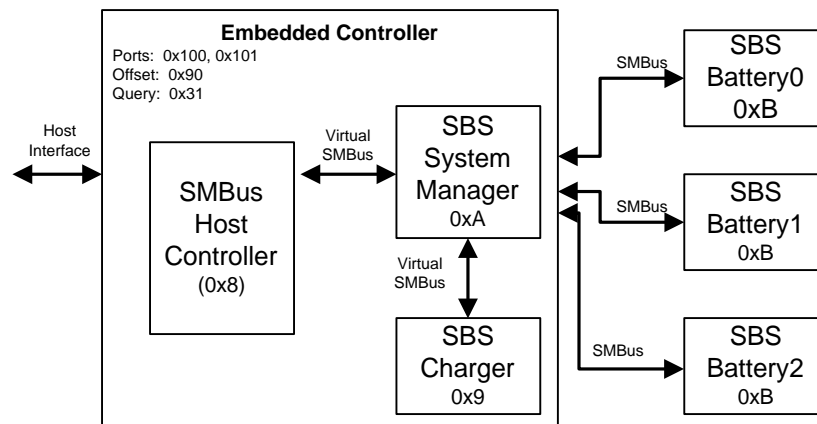 Embedded Controller
Ports: 0x100, 0x101
Offset: 0x90
Query: 0x31
Host
Interface
SMBus
Host
Controller
(0x8)
Virtual
SMBus
SBS
System
Manager
0xA
Virtual
SMBus
SBS
Charger
0x9
SMBus
SBS
Battery0
0xB
SMBus
SBS
Battery1
0xB
SMBus
SBS
Battery2
0xB